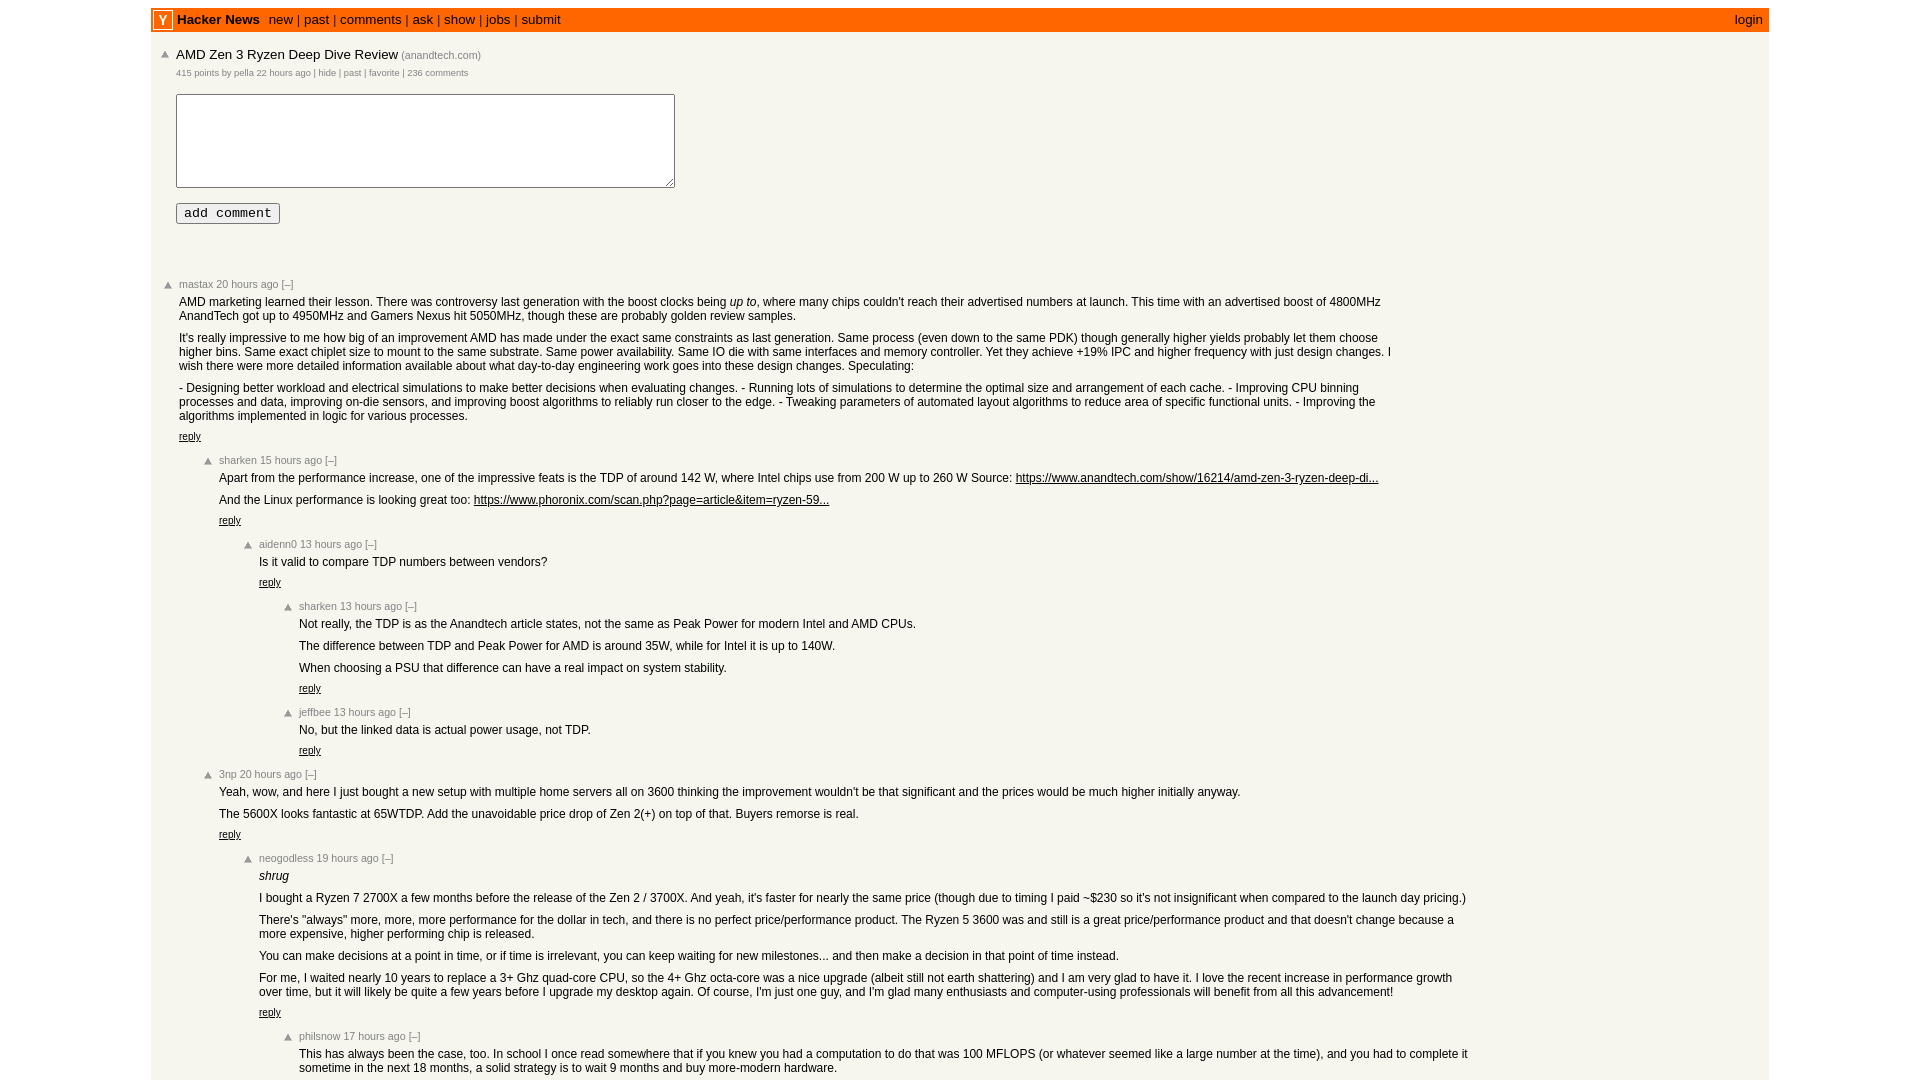 Y Hacker News new | past | comments | ask | show | jobs | submit login
AMD Zen 3 Ryzen Deep Dive Review (anandtech.com)
415 points by pella 22 hours ago | hide | past | favorite | 236 comments
add comment
mastax 20 hours ago [–]
AMD marketing learned their lesson. There was controversy last generation with the boost clocks being up to, where many chips couldn't reach their advertised numbers at launch. This time with an advertised boost of 4800MHz
AnandTech got up to 4950MHz and Gamers Nexus hit 5050MHz, though these are probably golden review samples.
It's really impressive to me how big of an improvement AMD has made under the exact same constraints as last generation. Same process (even down to the same PDK) though generally higher yields probably let them choose
higher bins. Same exact chiplet size to mount to the same substrate. Same power availability. Same IO die with same interfaces and memory controller. Yet they achieve +19% IPC and higher frequency with just design changes. I
wish there were more detailed information available about what day-to-day engineering work goes into these design changes. Speculating:
- Designing better workload and electrical simulations to make better decisions when evaluating changes. - Running lots of simulations to determine the optimal size and arrangement of each cache. - Improving CPU binning
processes and data, improving on-die sensors, and improving boost algorithms to reliably run closer to the edge. - Tweaking parameters of automated layout algorithms to reduce area of specific functional units. - Improving the
algorithms implemented in logic for various processes.
reply
sharken 15 hours ago [–]
Apart from the performance increase, one of the impressive feats is the TDP of around 142 W, where Intel chips use from 200 W up to 260 W Source: https://www.anandtech.com/show/16214/amd-zen-3-ryzen-deep-di...
And the Linux performance is looking great too: https://www.phoronix.com/scan.php?page=article&item=ryzen-59...
reply
aidenn0 13 hours ago [–]
Is it valid to compare TDP numbers between vendors?
reply
sharken 13 hours ago [–]
Not really, the TDP is as the Anandtech article states, not the same as Peak Power for modern Intel and AMD CPUs.
The difference between TDP and Peak Power for AMD is around 35W, while for Intel it is up to 140W.
When choosing a PSU that difference can have a real impact on system stability.
reply
jeffbee 13 hours ago [–]
No, but the linked data is actual power usage, not TDP.
reply
3np 20 hours ago [–]
Yeah, wow, and here I just bought a new setup with multiple home servers all on 3600 thinking the improvement wouldn't be that significant and the prices would be much higher initially anyway.
The 5600X looks fantastic at 65WTDP. Add the unavoidable price drop of Zen 2(+) on top of that. Buyers remorse is real.
reply
neogodless 19 hours ago [–]
shrug
I bought a Ryzen 7 2700X a few months before the release of the Zen 2 / 3700X. And yeah, it's faster for nearly the same price (though due to timing I paid ~$230 so it's not insignificant when compared to the launch day pricing.)
There's "always" more, more, more performance for the dollar in tech, and there is no perfect price/performance product. The Ryzen 5 3600 was and still is a great price/performance product and that doesn't change because a
more expensive, higher performing chip is released.
You can make decisions at a point in time, or if time is irrelevant, you can keep waiting for new milestones... and then make a decision in that point of time instead.
For me, I waited nearly 10 years to replace a 3+ Ghz quad-core CPU, so the 4+ Ghz octa-core was a nice upgrade (albeit still not earth shattering) and I am very glad to have it. I love the recent increase in performance growth
over time, but it will likely be quite a few years before I upgrade my desktop again. Of course, I'm just one guy, and I'm glad many enthusiasts and computer-using professionals will benefit from all this advancement!
reply
philsnow 17 hours ago [–]
This has always been the case, too. In school I once read somewhere that if you knew you had a computation to do that was 100 MFLOPS (or whatever seemed like a large number at the time), and you had to complete it
sometime in the next 18 months, a solid strategy is to wait 9 months and buy more-modern hardware.